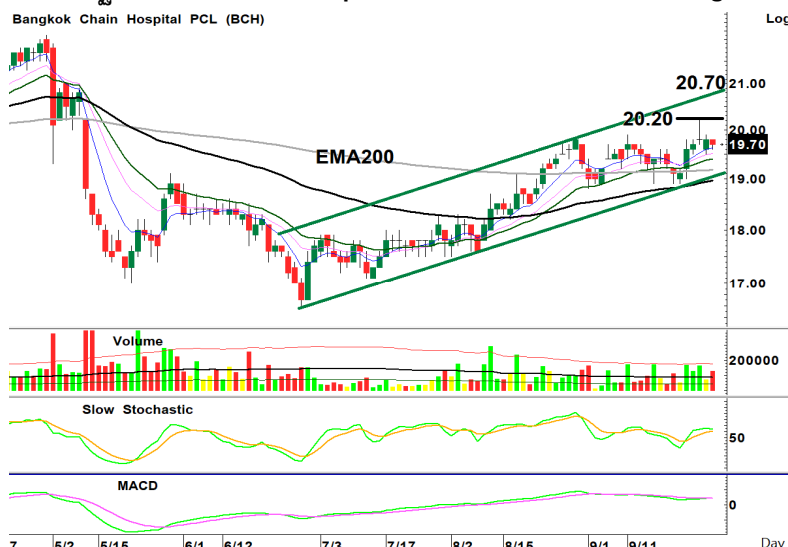 Bangkok Chain Hospital PCL (BCH)
Log
20.70
21.00
20.20
20.00
EMA200
19.70
19.00
18.00
17.00
Volume
200000
Slow Stochastic
50
MACD
0
7 5/2 5/15 6/1 6/12 7/3 7/17 8/2 8/15 9/1 9/11 Day